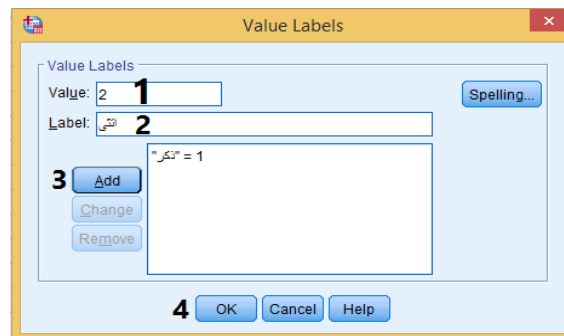 Value Labels
Value Labels
Value: 2 1
Spelling...
Label: انثى 2
"ذكر" = 1
3 Add
Change
Remove
4 OK Cancel Help